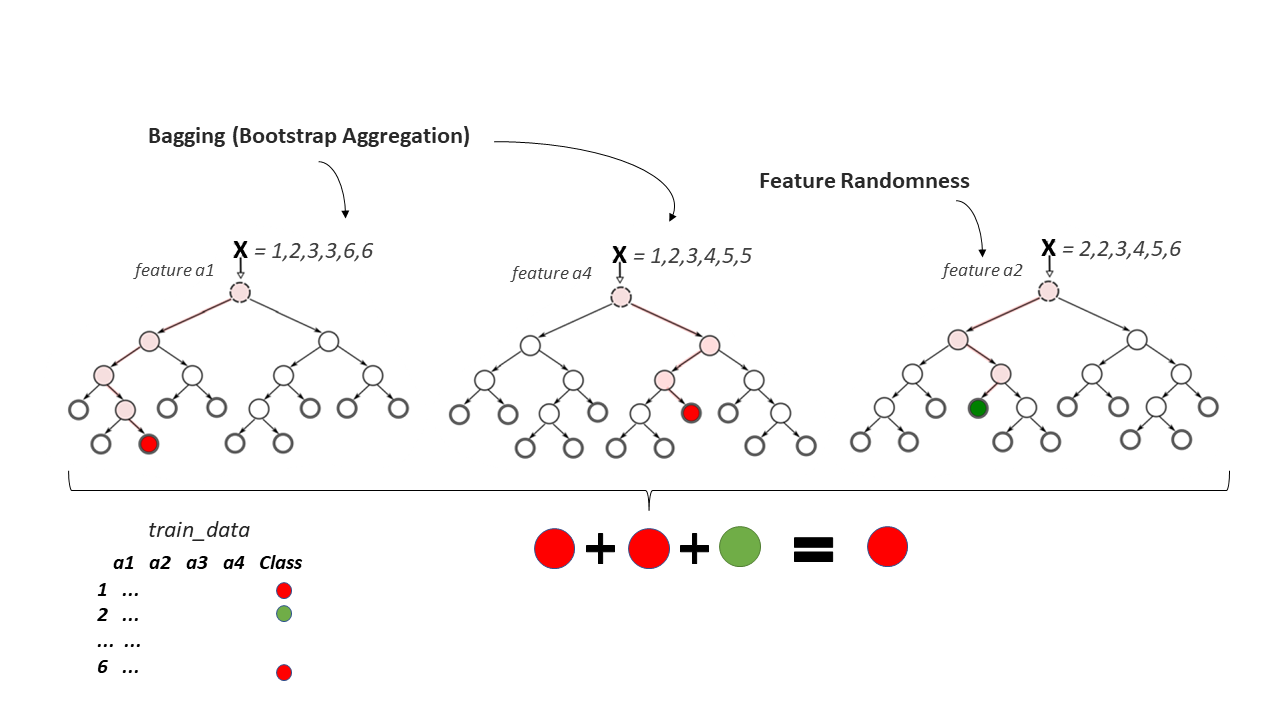 Bagging (Bootstrap Aggregation)
Feature Randomness
X = 1,2,3,3,6,6
feature a1
X = 1,2,3,4,5,5
feature a4
X = 2,2,3,4,5,6
feature a2
train_data
a1 a2 a3 a4 Class
1 ...
2 ...
... ...
6 ...
+ + =